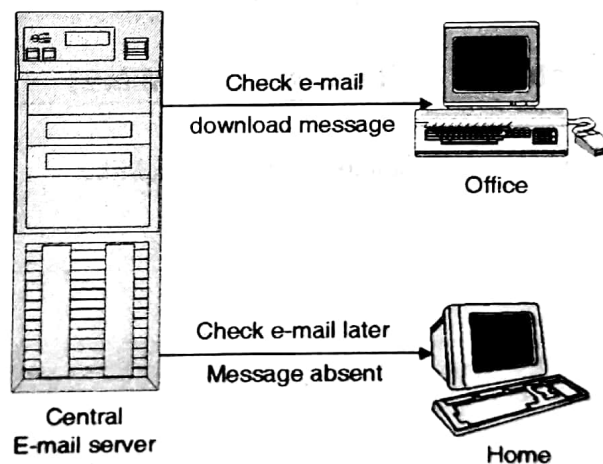 Check e-mail
download message
Office
Check e-mail later
Message absent
Central
E-mail server
Home